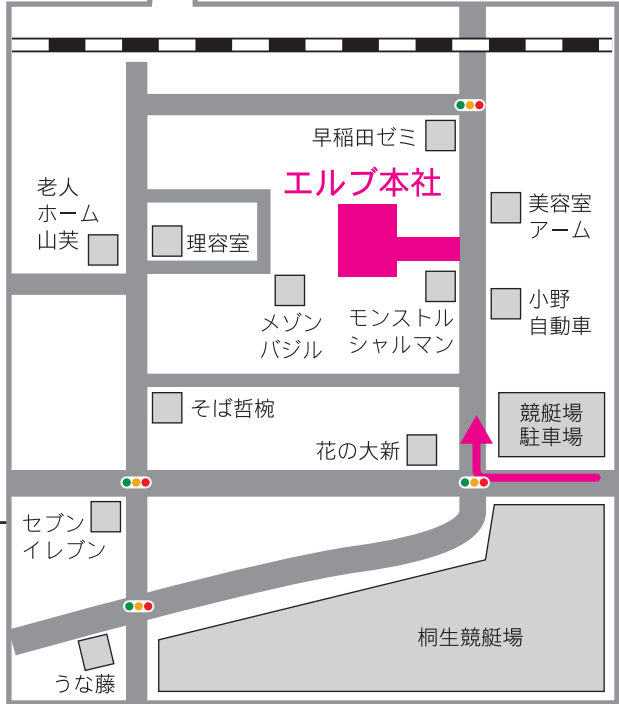 早稲田ゼミ
エルブ本社
老人
ホーム
山芙
理容室
美容室
アーム
メゾン
バジル
モンストル
シャルマン
小野
自動車
そば哲椀
花の大新
競艇場
駐車場
セブン
イレブン
桐生競艇場
うな藤